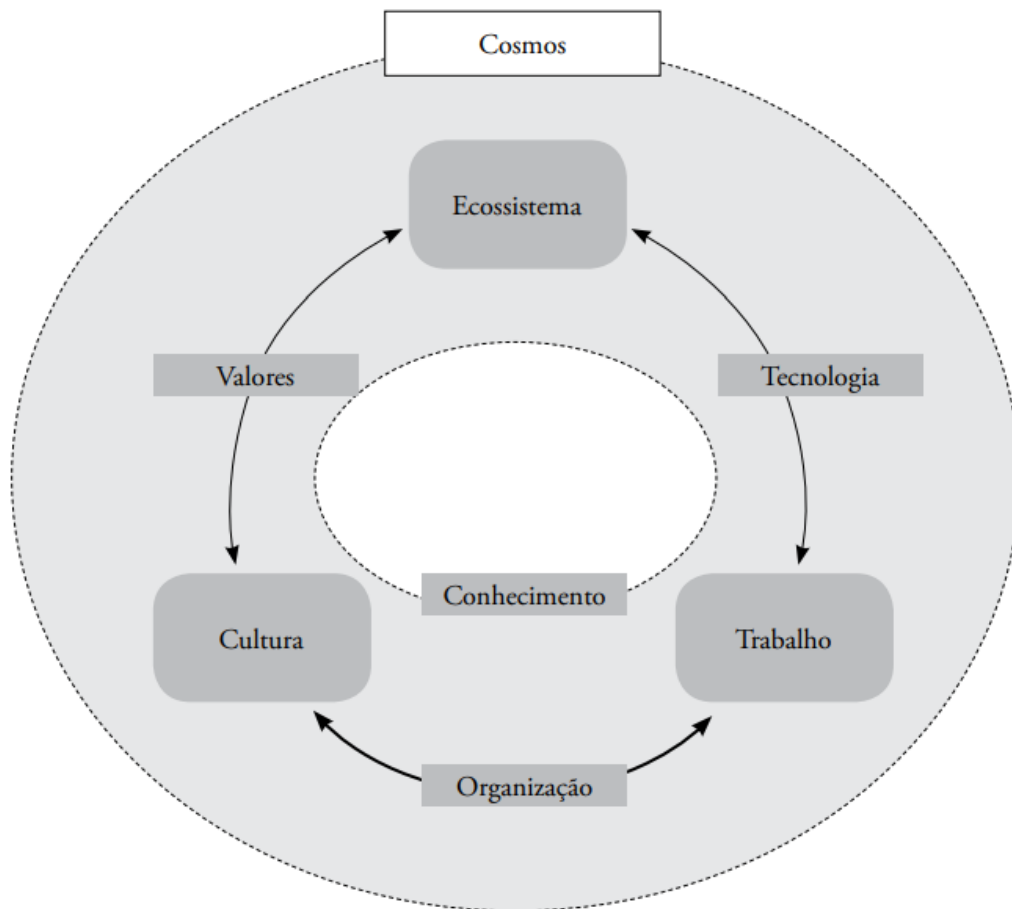 Cosmos
Ecossistema
Valores
Tecnologia
Conhecimento
Cultura
Trabalho
Organização